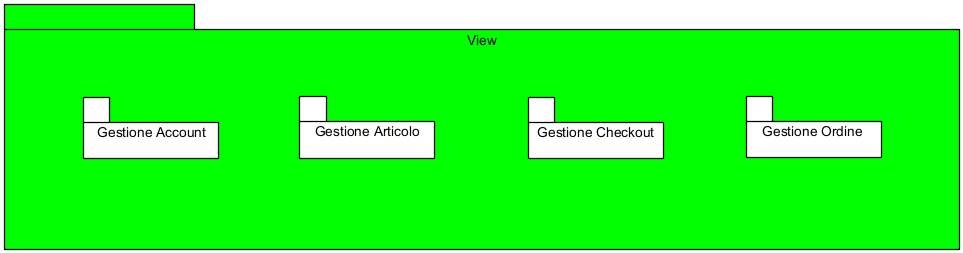 View
Gestione Account
Gestione Articolo
Gestione Checkout
Gestione Ordine